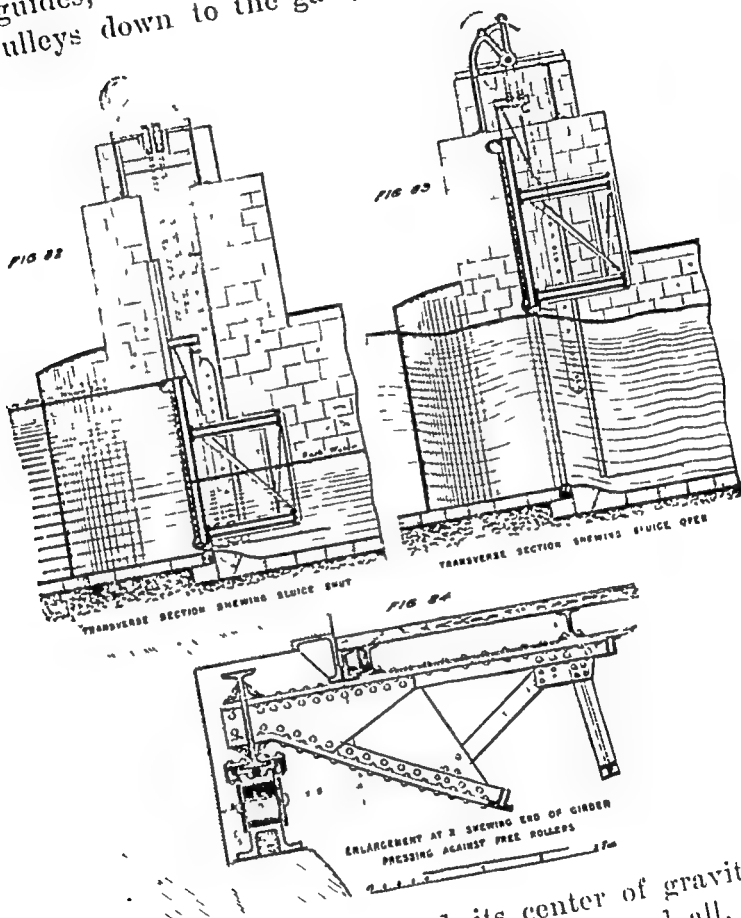 guides,
ulleys down to the
FIG 82
FIG 83
TRANSVERSE SECTION SHEWING SLUICE SHUT
TRANSVERSE SECTION SHEWING SLUICE OPEN
FIG 84
ENLARGEMENT AT X SHEWING END OF GIRDER
PRESSING AGAINST FREE ROLLERS
its center of gravit
all.